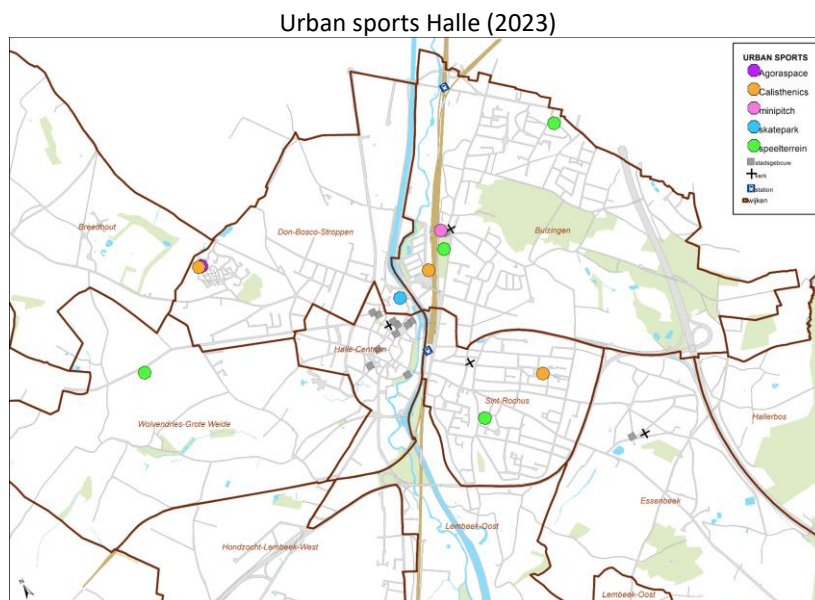 Urban sports Halle (2023)
URBAN SPORTS
Agoraspace
Calisthenics
minipitch
skatepark
speelterrein
stadsgebouw
kerk
station
wijken
Breedhout
Don-Bosco-Stroppen
Buizingen
Halle-Centrum
Sint-Rochus
Hallerbos
Wolvendries-Grote Weide
Essenbeek
Lembeek-Oost
Hondzocht-Lembeek-West
Lembeek-Oost
N